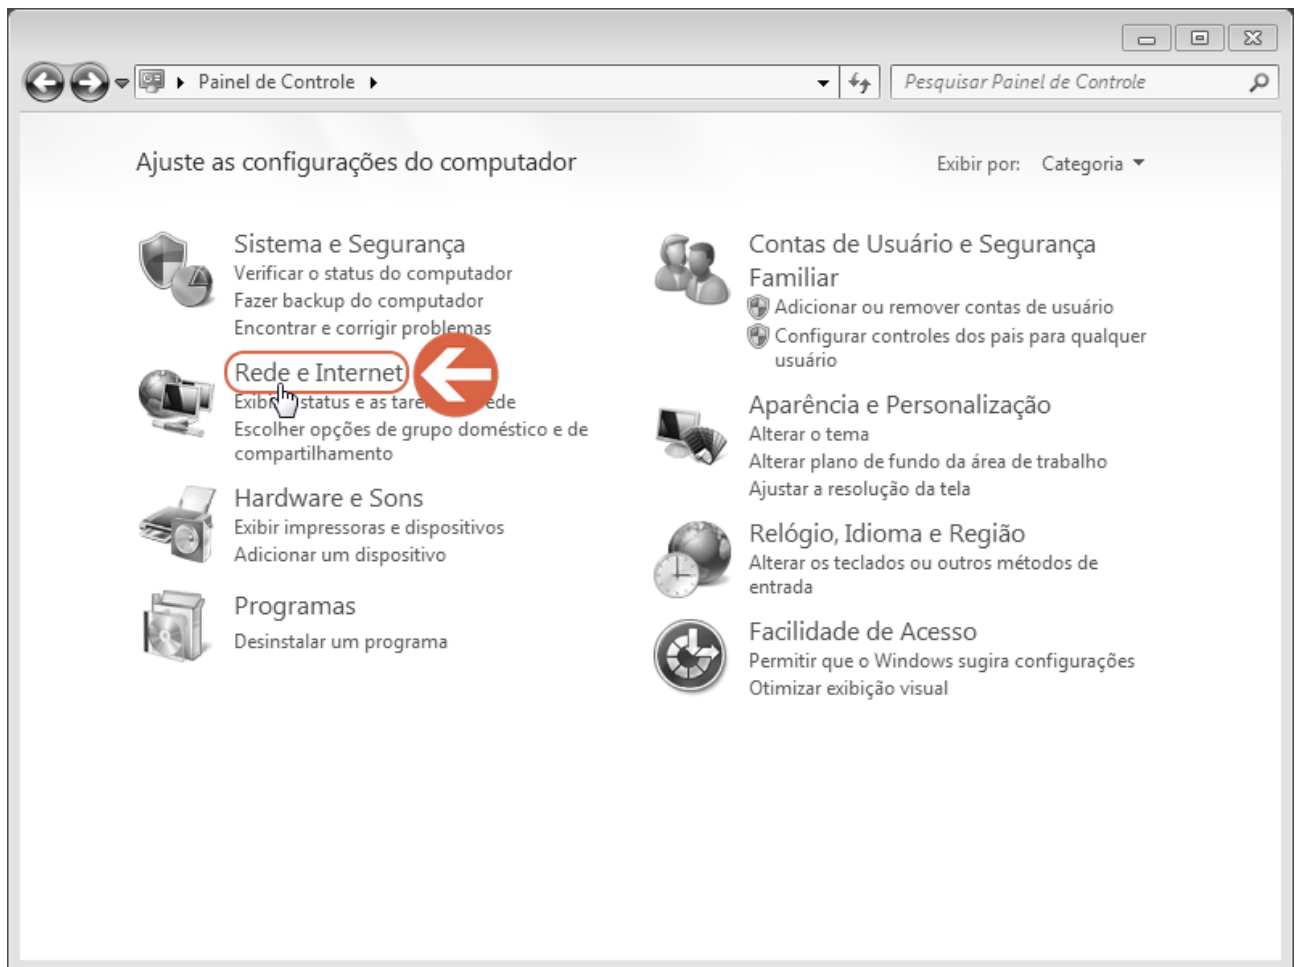 Painel de Controle
Pesquisar Painel de Controle
Ajuste as configurações do computador
Exibir por: Categoria
Sistema e Segurança
Verificar o status do computador
Fazer backup do computador
Encontrar e corrigir problemas
Rede e Internet
status e as
Escolher opções de grupo doméstico e de
compartilhamento
Hardware e Sons
Exibir impressoras e dispositivos
Adicionar um dispositivo
Programas
Desinstalar um programa
Contas de Usuário e Segurança
Familiar
Adicionar ou remover contas de usuário
Configurar controles dos pais para qualquer
usuário
Aparência e Personalização
Alterar o tema
Alterar plano de fundo da área de trabalho
Ajustar a resolução da tela
Relógio, Idioma e Região
Alterar os teclados ou outros métodos de
entrada
Facilidade de Acesso
Permitir que o Windows sugira configurações
Otimizar exibição visual